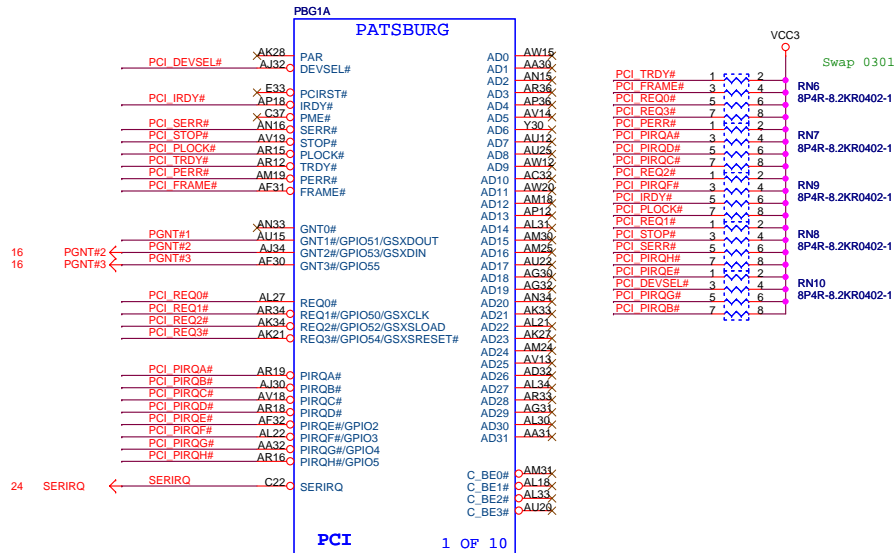 PBG1A
PATSBURG
AK28 PAR
PCI_DEVSEL# AJ32 DEVSEL#
E33 PCIRST#
PCI_IRDY# AP18 IRDY#
C37 PME#
PCI_SERR# AN16 SERR#
PCI_STOP# AV19 STOP#
PCI_PLOCK# AR15 PLOCK#
PCI_TRDY# AR12 TRDY#
PCI_PERR# AM19 PERR#
PCI_FRAME# AF31 FRAME#
AN33 GNT0#
PGNT#1 AU15 GNT1#/GPIO51/GSXDOUT
16 PGNT#2 PGNT#2 AJ34 GNT2#/GPIO53/GSXDIN
16 PGNT#3 PGNT#3 AF30 GNT3#/GPIO55
PCI_REQ0# AL27 REQ0#
PCI_REQ1# AR34 REQ1#/GPIO50/GSXCLK
PCI_REQ2# AK34 REQ2#/GPIO52/GSXSLOAD
PCI_REQ3# AK21 REQ3#/GPIO54/GSXSRESET#
PCI_PIRQA# AR19 PIRQA#
PCI_PIRQB# AJ30 PIRQB#
PCI_PIRQC# AV18 PIRQC#
PCI_PIRQD# AR18 PIRQD#
PCI_PIRQE# AF32 PIRQE#/GPIO2
PCI_PIRQF# AL22 PIRQF#/GPIO3
PCI_PIRQG# AA32 PIRQG#/GPIO4
PCI_PIRQH# AR16 PIRQH#/GPIO5
24 SERIRQ SERIRQ C22 SERIRQ
AD0 AW15
AD1 AA30
AD2 AN15
AD3 AR36
AD4 AP36
AD5 AV14
AD6 Y30
AD7 AU12
AD8 AU25
AD9 AW12
AD10 AC32
AD11 AW20
AD12 AM18
AD13 AP12
AD14 AL31
AD15 AM30
AD16 AM25
AD17 AU22
AD18 AG30
AD19 AG32
AD20 AN34
AD21 AK33
AD22 AL21
AD23 AK27
AD24 AM24
AD25 AV13
AD26 AD32
AD27 AL34
AD28 AR33
AD29 AG31
AD30 AL30
AD31 AA31
C_BE0# AM31
C_BE1# AL18
C_BE2# AL33
C_BE3# AU20
PCI 1 OF 10
VCC3
Swap 0301
PCI_TRDY# 1 2
PCI_FRAME# 3 4 RN6
PCI_REQ0# 5 6 8P4R-8.2KR0402-1
PCI_REQ3# 7 8
PCI_PERR# 1 2
PCI_PIRQA# 3 4 RN7
PCI_PIRQD# 5 6 8P4R-8.2KR0402-1
PCI_PIRQC# 7 8
PCI_REQ2# 1 2
PCI_PIRQF# 3 4 RN9
PCI_IRDY# 5 6 8P4R-8.2KR0402-1
PCI_PLOCK# 7 8
PCI_REQ1# 1 2
PCI_STOP# 3 4 RN8
PCI_SERR# 5 6 8P4R-8.2KR0402-1
PCI_PIRQH# 7 8
PCI_PIRQE# 1 2
PCI_DEVSEL# 3 4 RN10
PCI_PIRQG# 5 6 8P4R-8.2KR0402-1
PCI_PIRQB# 7 8